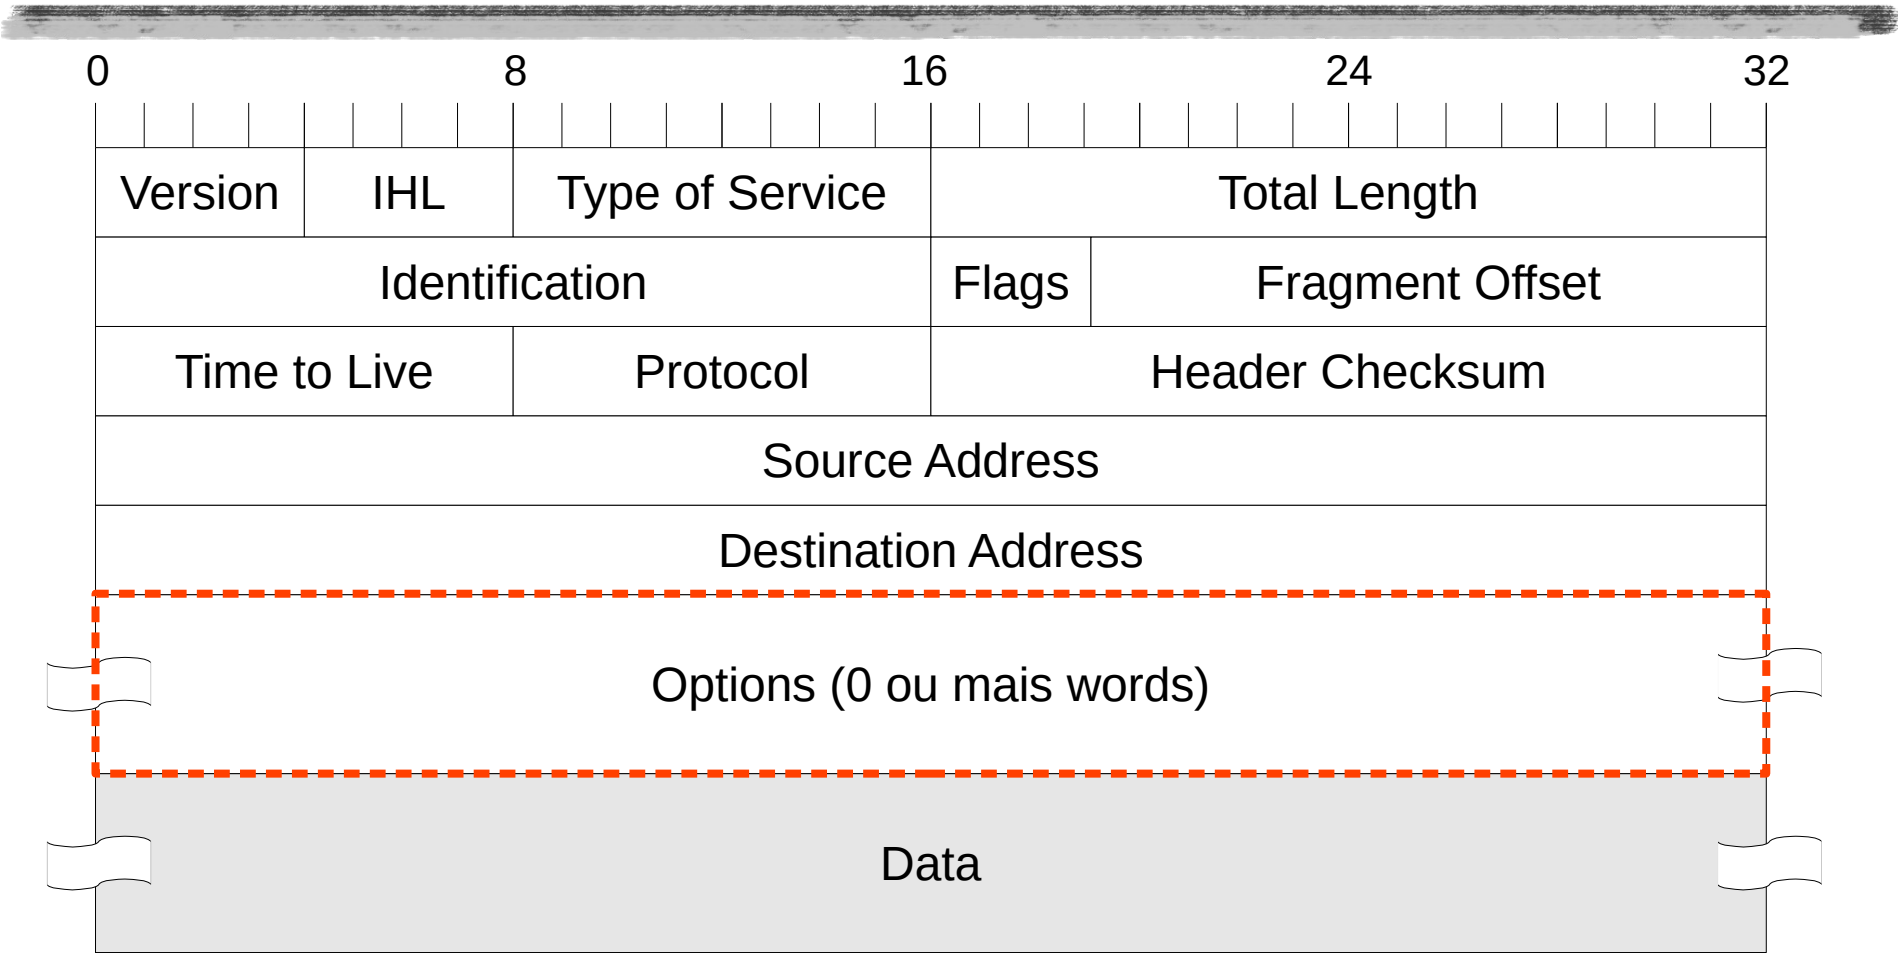 0 8 16 24 32
Version IHL Type of Service Total Length
Identification Flags Fragment Offset
Time to Live Protocol Header Checksum
Source Address
Destination Address
Options (0 ou mais words)
Data